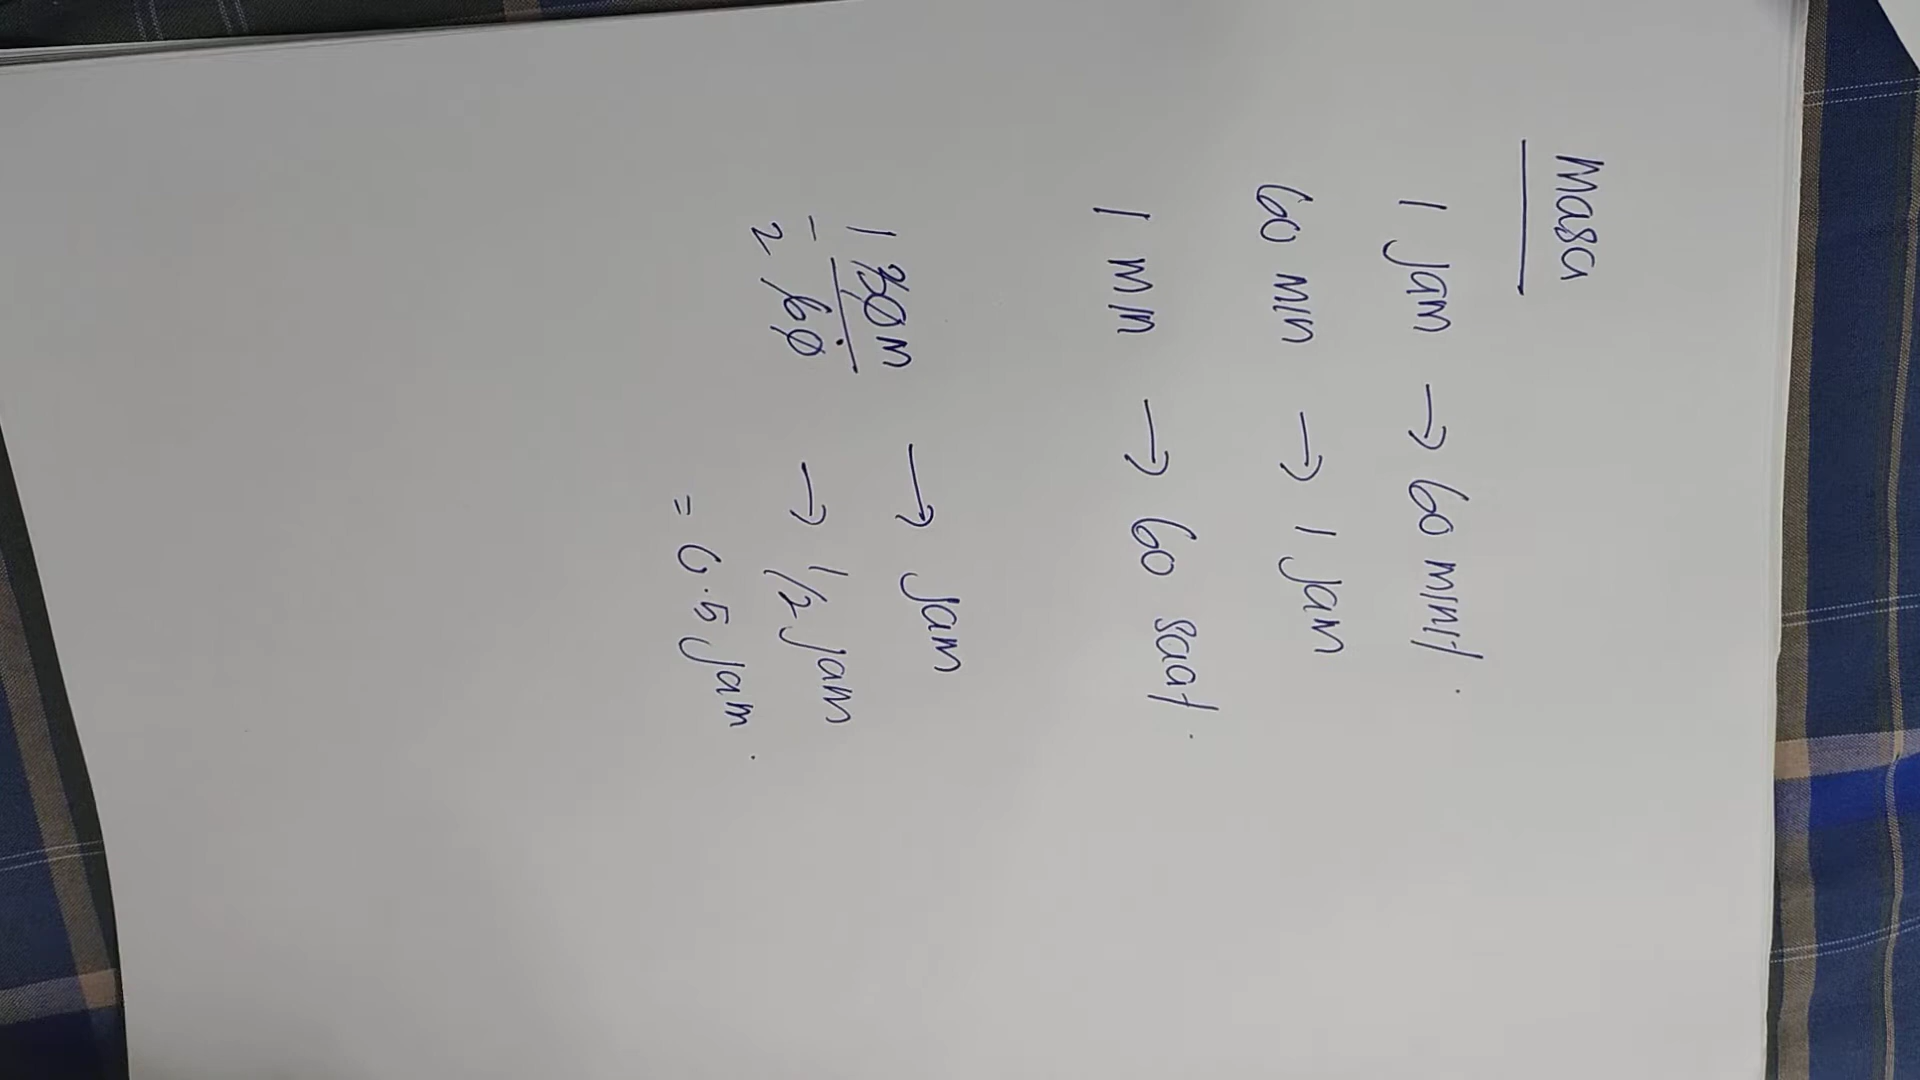 Masa
1 Jam → 60 minit.
60 min → 1 Jam
1 min → 60 saat.
30m → Jam
1/2 60 → 1/2 Jam
= 0.5 Jam.